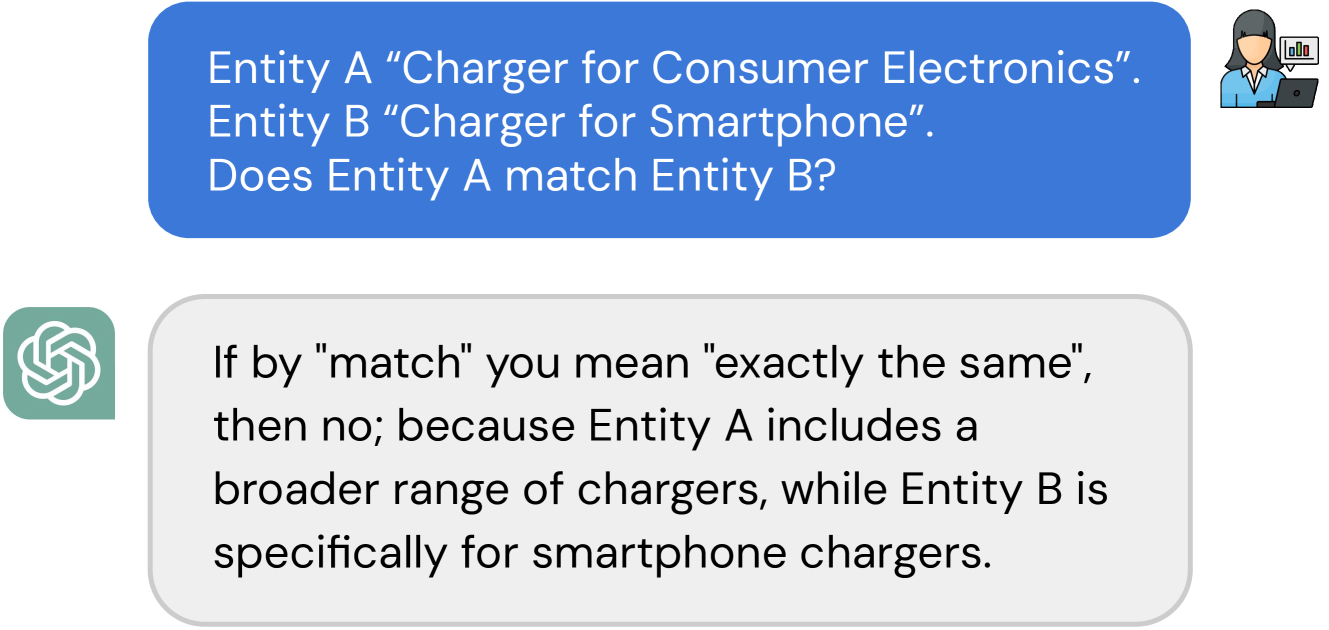 Entity A “Charger for Consumer Electronics”.
Entity B “Charger for Smartphone”.
Does Entity A match Entity B?
If by "match" you mean "exactly the same",
then no; because Entity A includes a
broader range of chargers, while Entity B is
specifically for smartphone chargers.